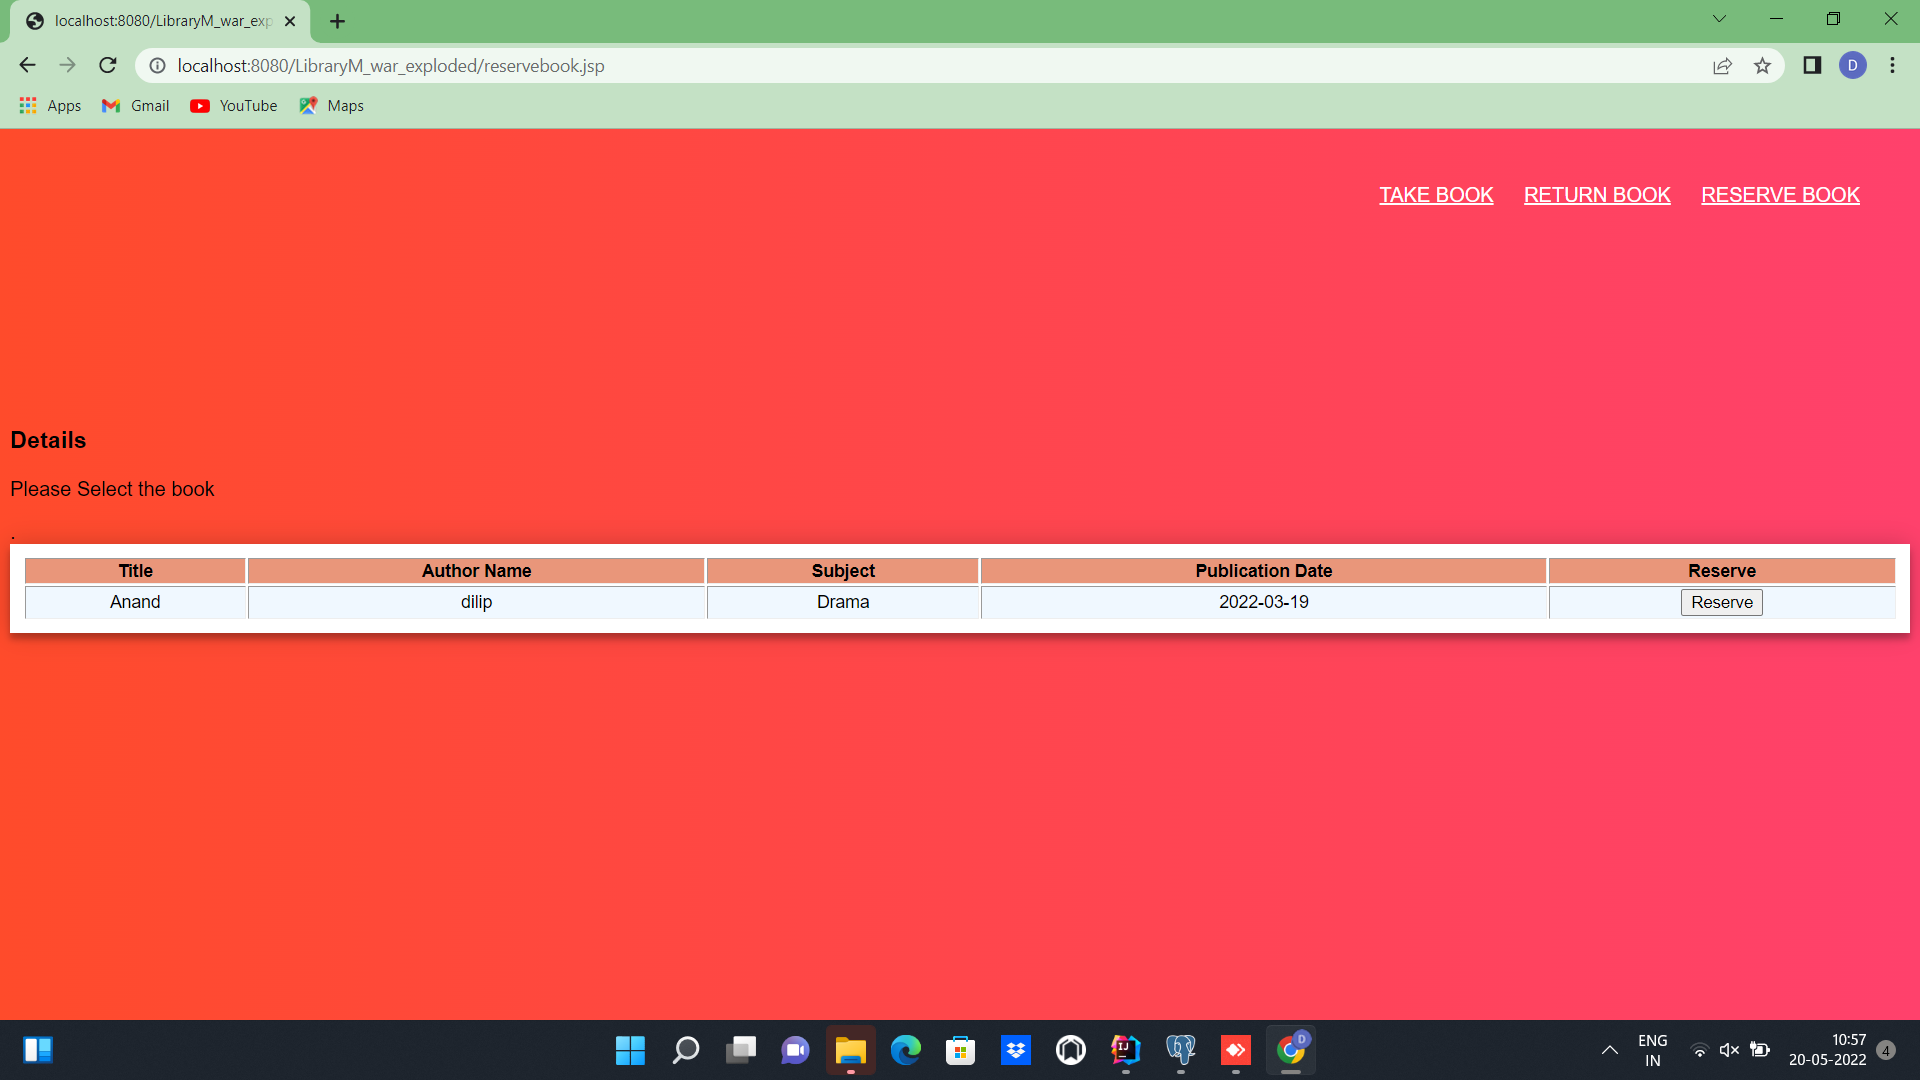 localhost:8080/LibraryM_war_exp
localhost:8080/LibraryM_war_exploded/reservebook.jsp
D
Apps Gmail YouTube Maps
TAKE BOOK RETURN BOOK RESERVE BOOK
Details
Please Select the book
.
Title Author Name Subject Publication Date Reserve
Anand dilip Drama 2022-03-19 Reserve
IJ
D
ENG
IN
10:57
20-05-2022
4